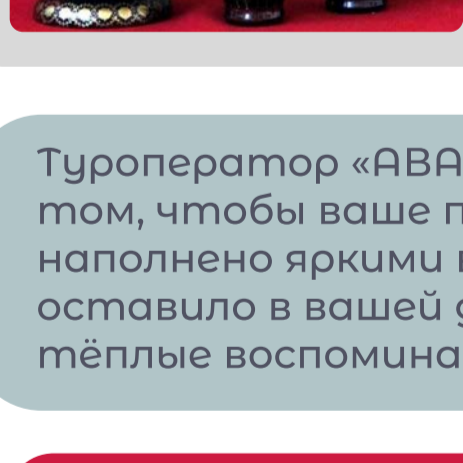 Туроператор «АВА
том, чтобы ваше
наполнено яркими
оставило в вашей
тёплые воспомина